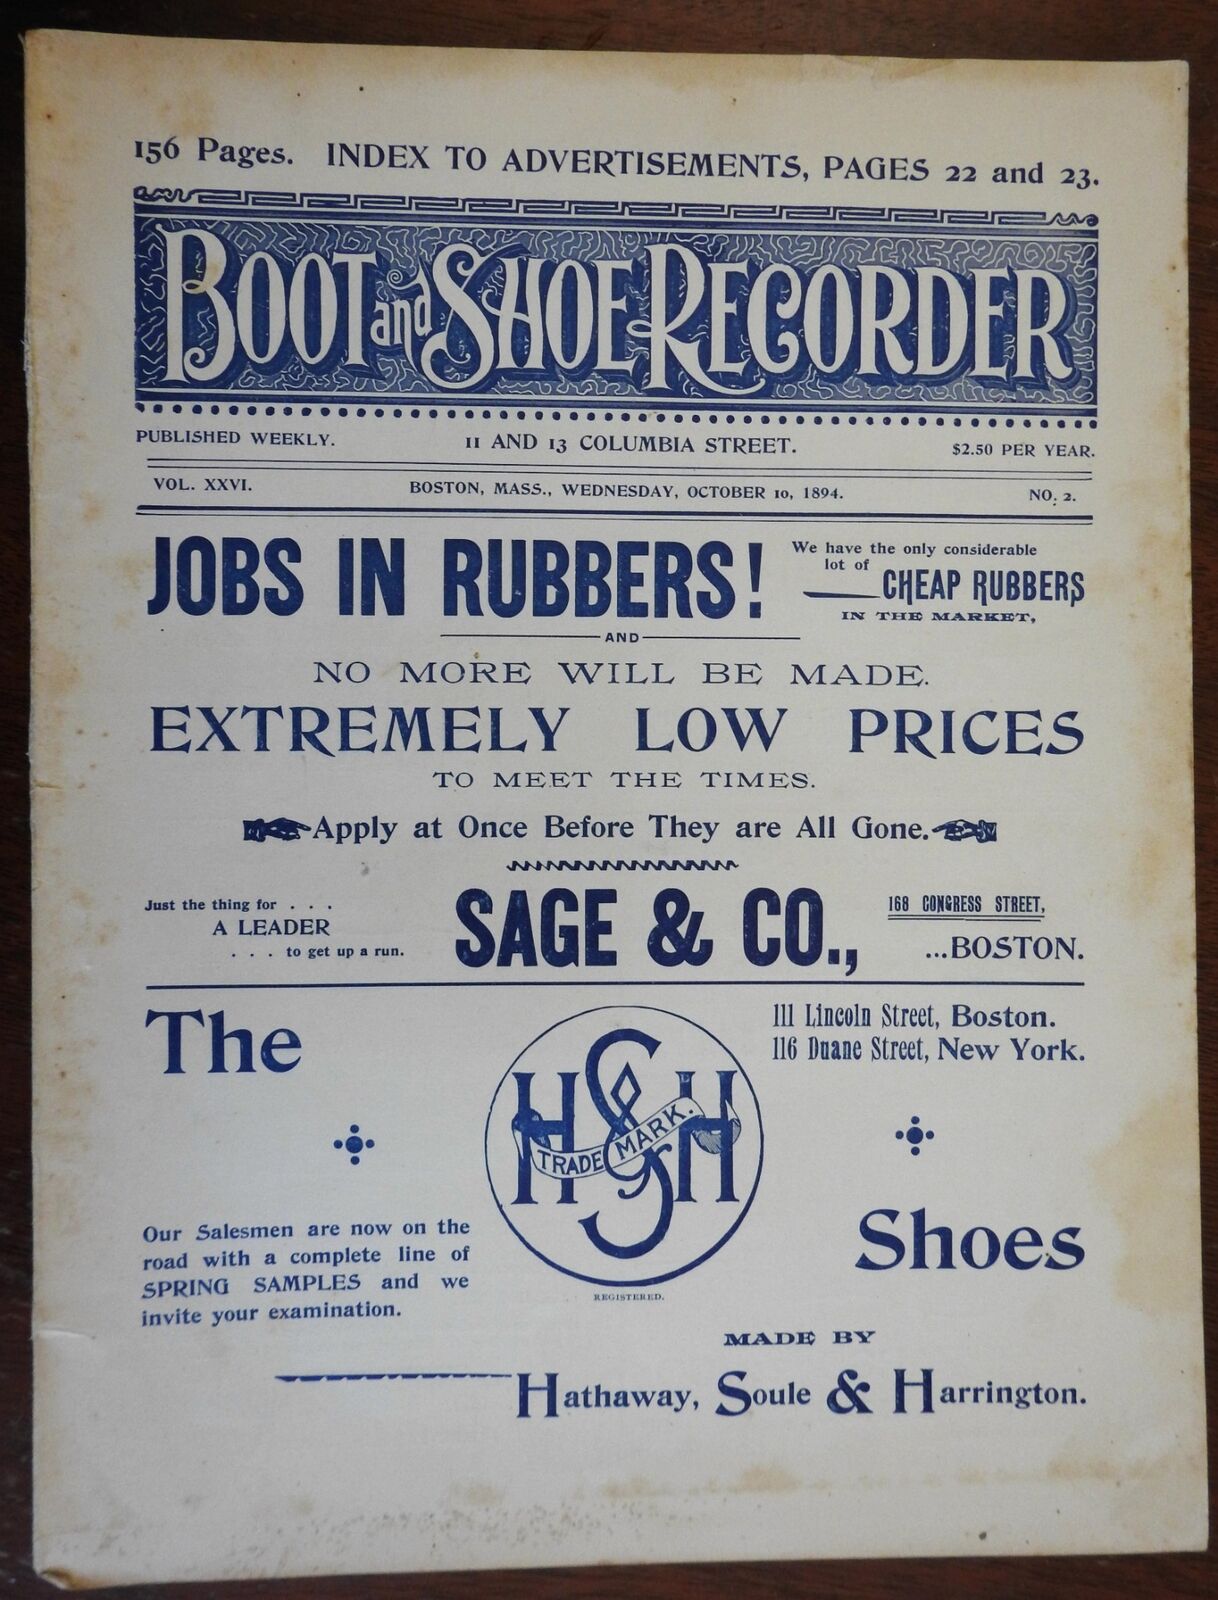 156 Pages. INDEX TO ADVERTISEMENTS, PAGES 22 and 23.
BOOT and SHOE RECORDER
PUBLISHED WEEKLY. 11 AND 13 COLUMBIA STREET. $2.50 PER YEAR.
VOL. XXVI. BOSTON, MASS., WEDNESDAY, OCTOBER 10, 1894. NO. 2.
JOBS IN RUBBERS!
We have the only considerable
lot of CHEAP RUBBERS
IN THE MARKET,
AND
NO MORE WILL BE MADE.
EXTREMELY LOW PRICES
TO MEET THE TIMES.
Apply at Once Before They are All Gone.
Just the thing for . . .
A LEADER
. . . to get up a run.
SAGE & CO.,
168 CONGRESS STREET,
...BOSTON.
The
H S & H
TRADE MARK.
REGISTERED.
111 Lincoln Street, Boston.
116 Duane Street, New York.
Shoes
Our Salesmen are now on the
road with a complete line of
SPRING SAMPLES and we
invite your examination.
MADE BY
Hathaway, Soule & Harrington.